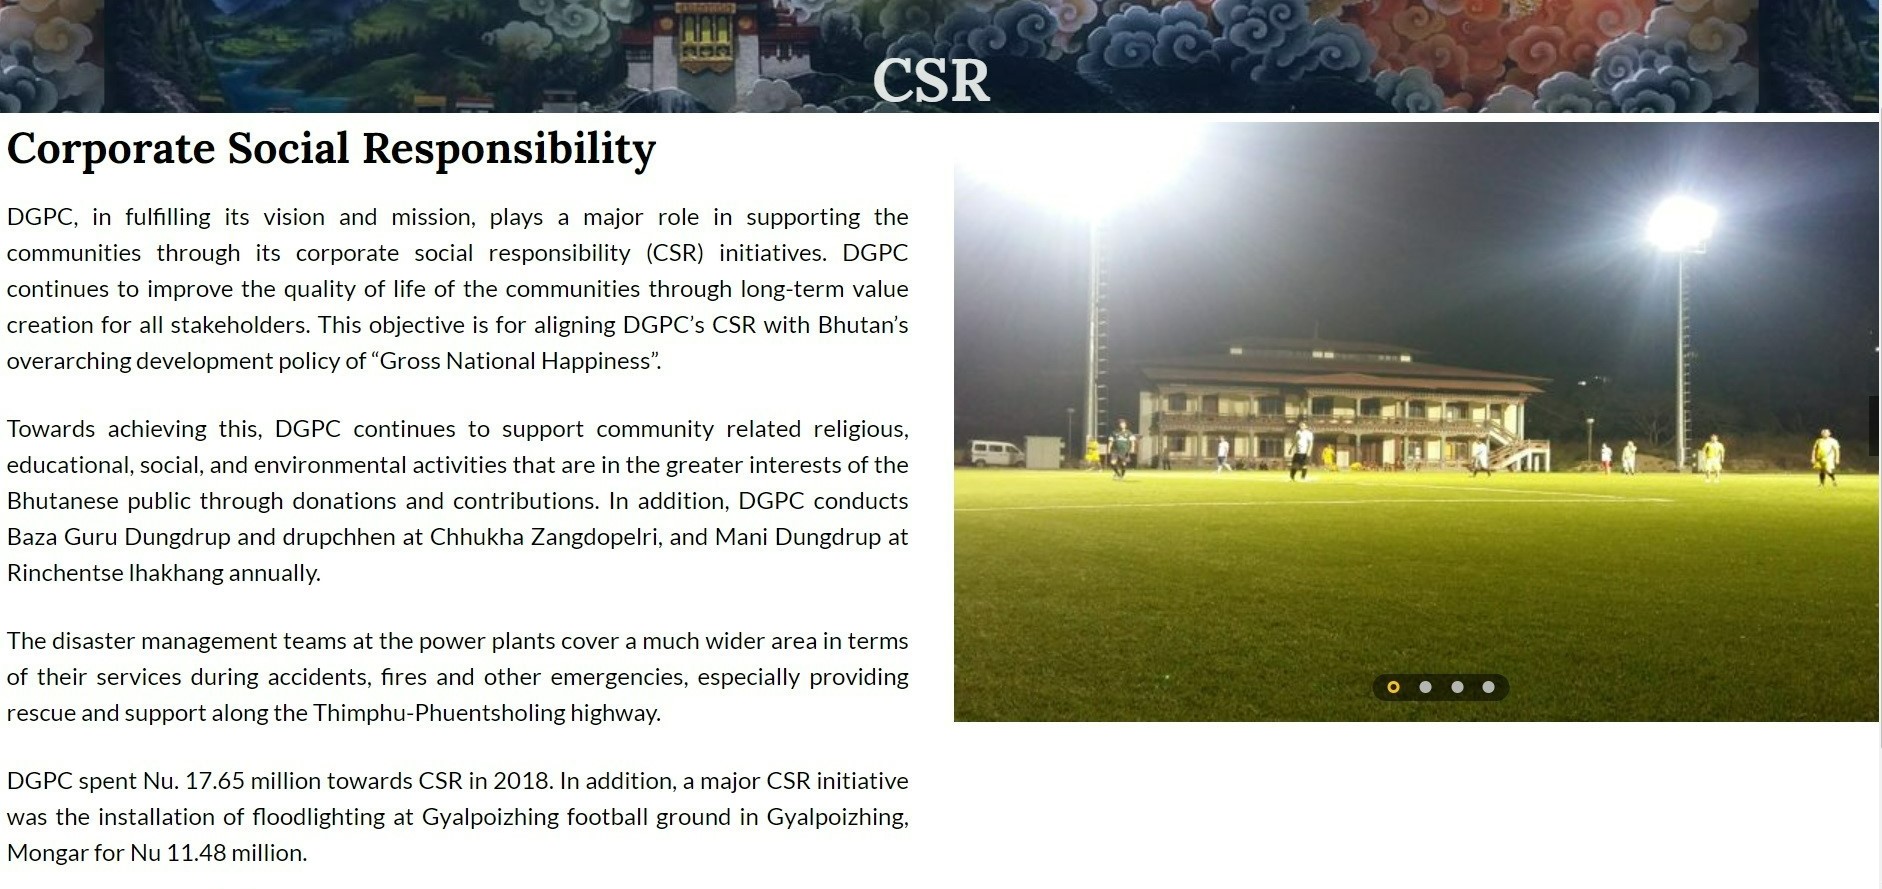 CSR
Corporate Social Responsibility
DGPC, in fulfilling its vision and mission, plays a major role in supporting the
communities through its corporate social responsibility (CSR) initiatives. DGPC
continues to improve the quality of life of the communities through long-term value
creation for all stakeholders. This objective is for aligning DGPC’s CSR with Bhutan’s
overarching development policy of “Gross National Happiness”.
Towards achieving this, DGPC continues to support community related religious,
educational, social, and environmental activities that are in the greater interests of the
Bhutanese public through donations and contributions. In addition, DGPC conducts
Baza Guru Dungdrup and drupchhen at Chhukha Zangdopelri, and Mani Dungdrup at
Rinchentse lhakhang annually.
The disaster management teams at the power plants cover a much wider area in terms
of their services during accidents, fires and other emergencies, especially providing
rescue and support along the Thimphu-Phuentsholing highway.
DGPC spent Nu. 17.65 million towards CSR in 2018. In addition, a major CSR initiative
was the installation of floodlighting at Gyalpoizhing football ground in Gyalpoizhing,
Mongar for Nu 11.48 million.